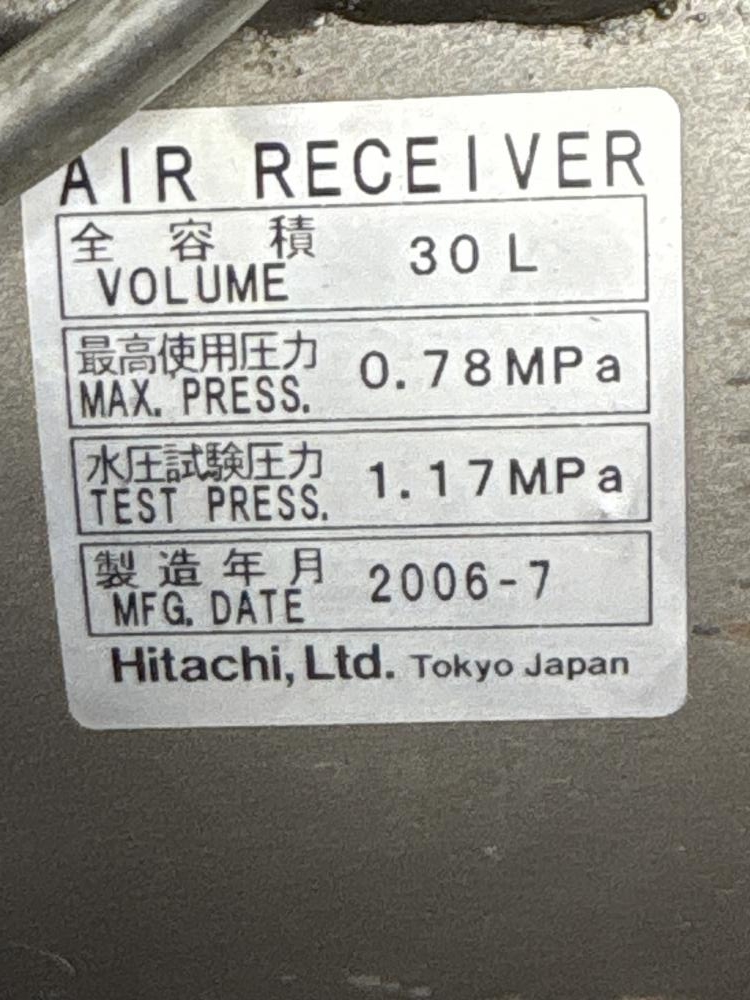 AIR RECEIVER
全容積 30L
VOLUME
最高使用圧力 0.78MPa
MAX. PRESS.
水圧試験圧力 1.17MPa
TEST PRESS.
製造年月 2006-7
MFG. DATE
Hitachi, Ltd. Tokyo Japan